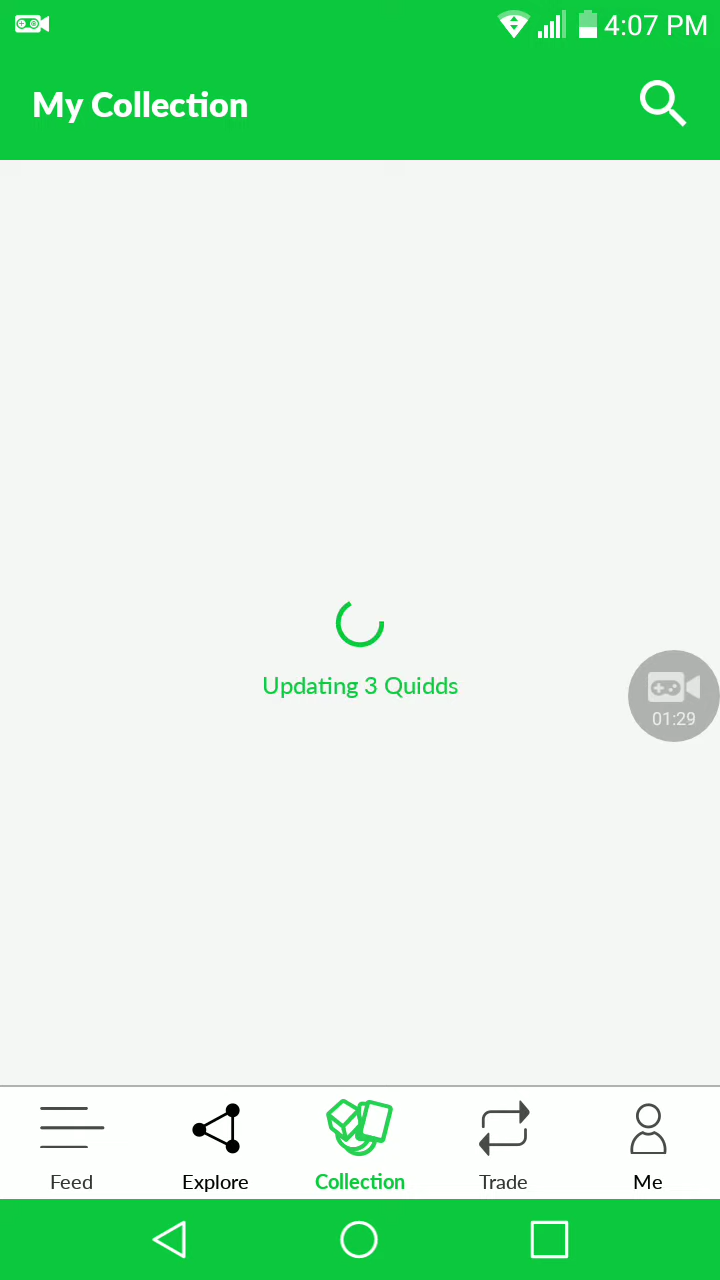 4:07 PM
My Collection
Updating 3 Quidds
01:29
Feed
Explore
Collection
Trade
Me